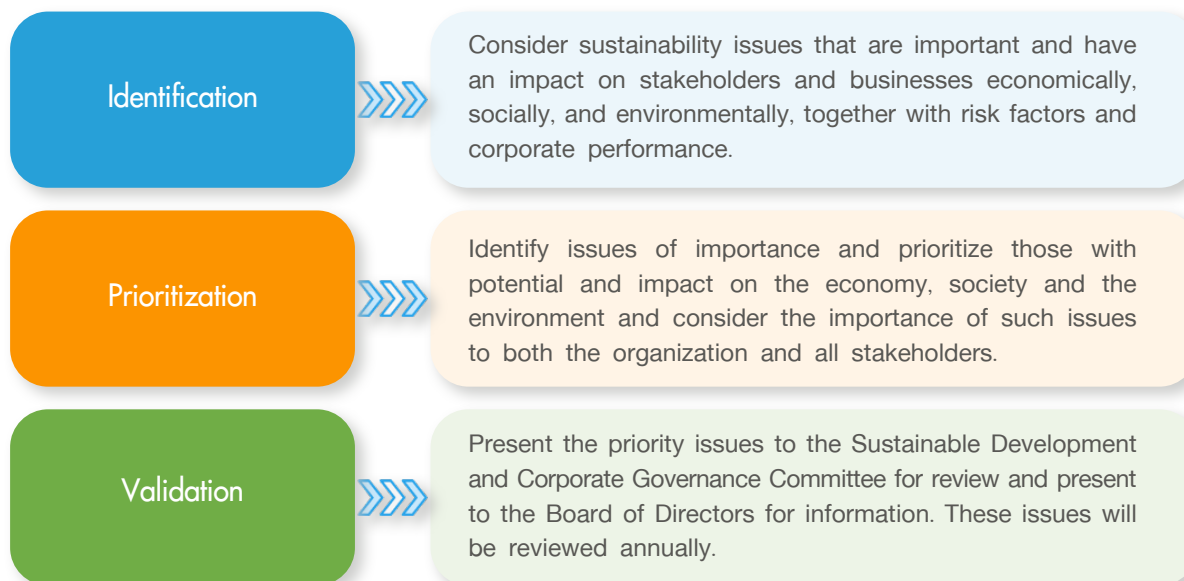 Identification
Consider sustainability issues that are important and have
an impact on stakeholders and businesses economically,
socially, and environmentally, together with risk factors and
corporate performance.
Prioritization
Identify issues of importance and prioritize those with
potential and impact on the economy, society and the
environment and consider the importance of such issues
to both the organization and all stakeholders.
Validation
Present the priority issues to the Sustainable Development
and Corporate Governance Committee for review and present
to the Board of Directors for information. These issues will
be reviewed annually.